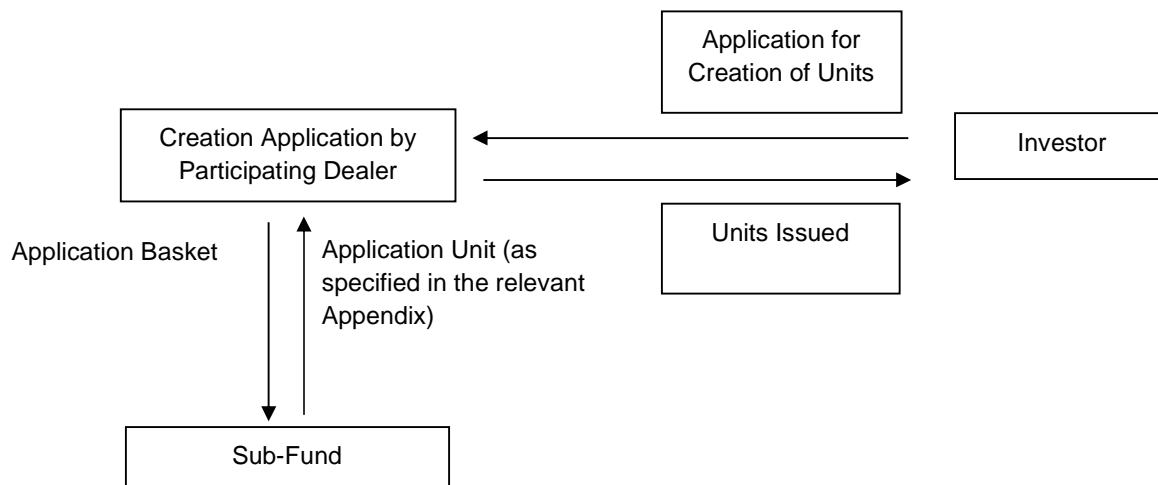 Application for
Creation of Units
Creation Application by
Participating Dealer
Investor
Units Issued
Application Basket
Application Unit (as
specified in the relevant
Appendix)
Sub-Fund